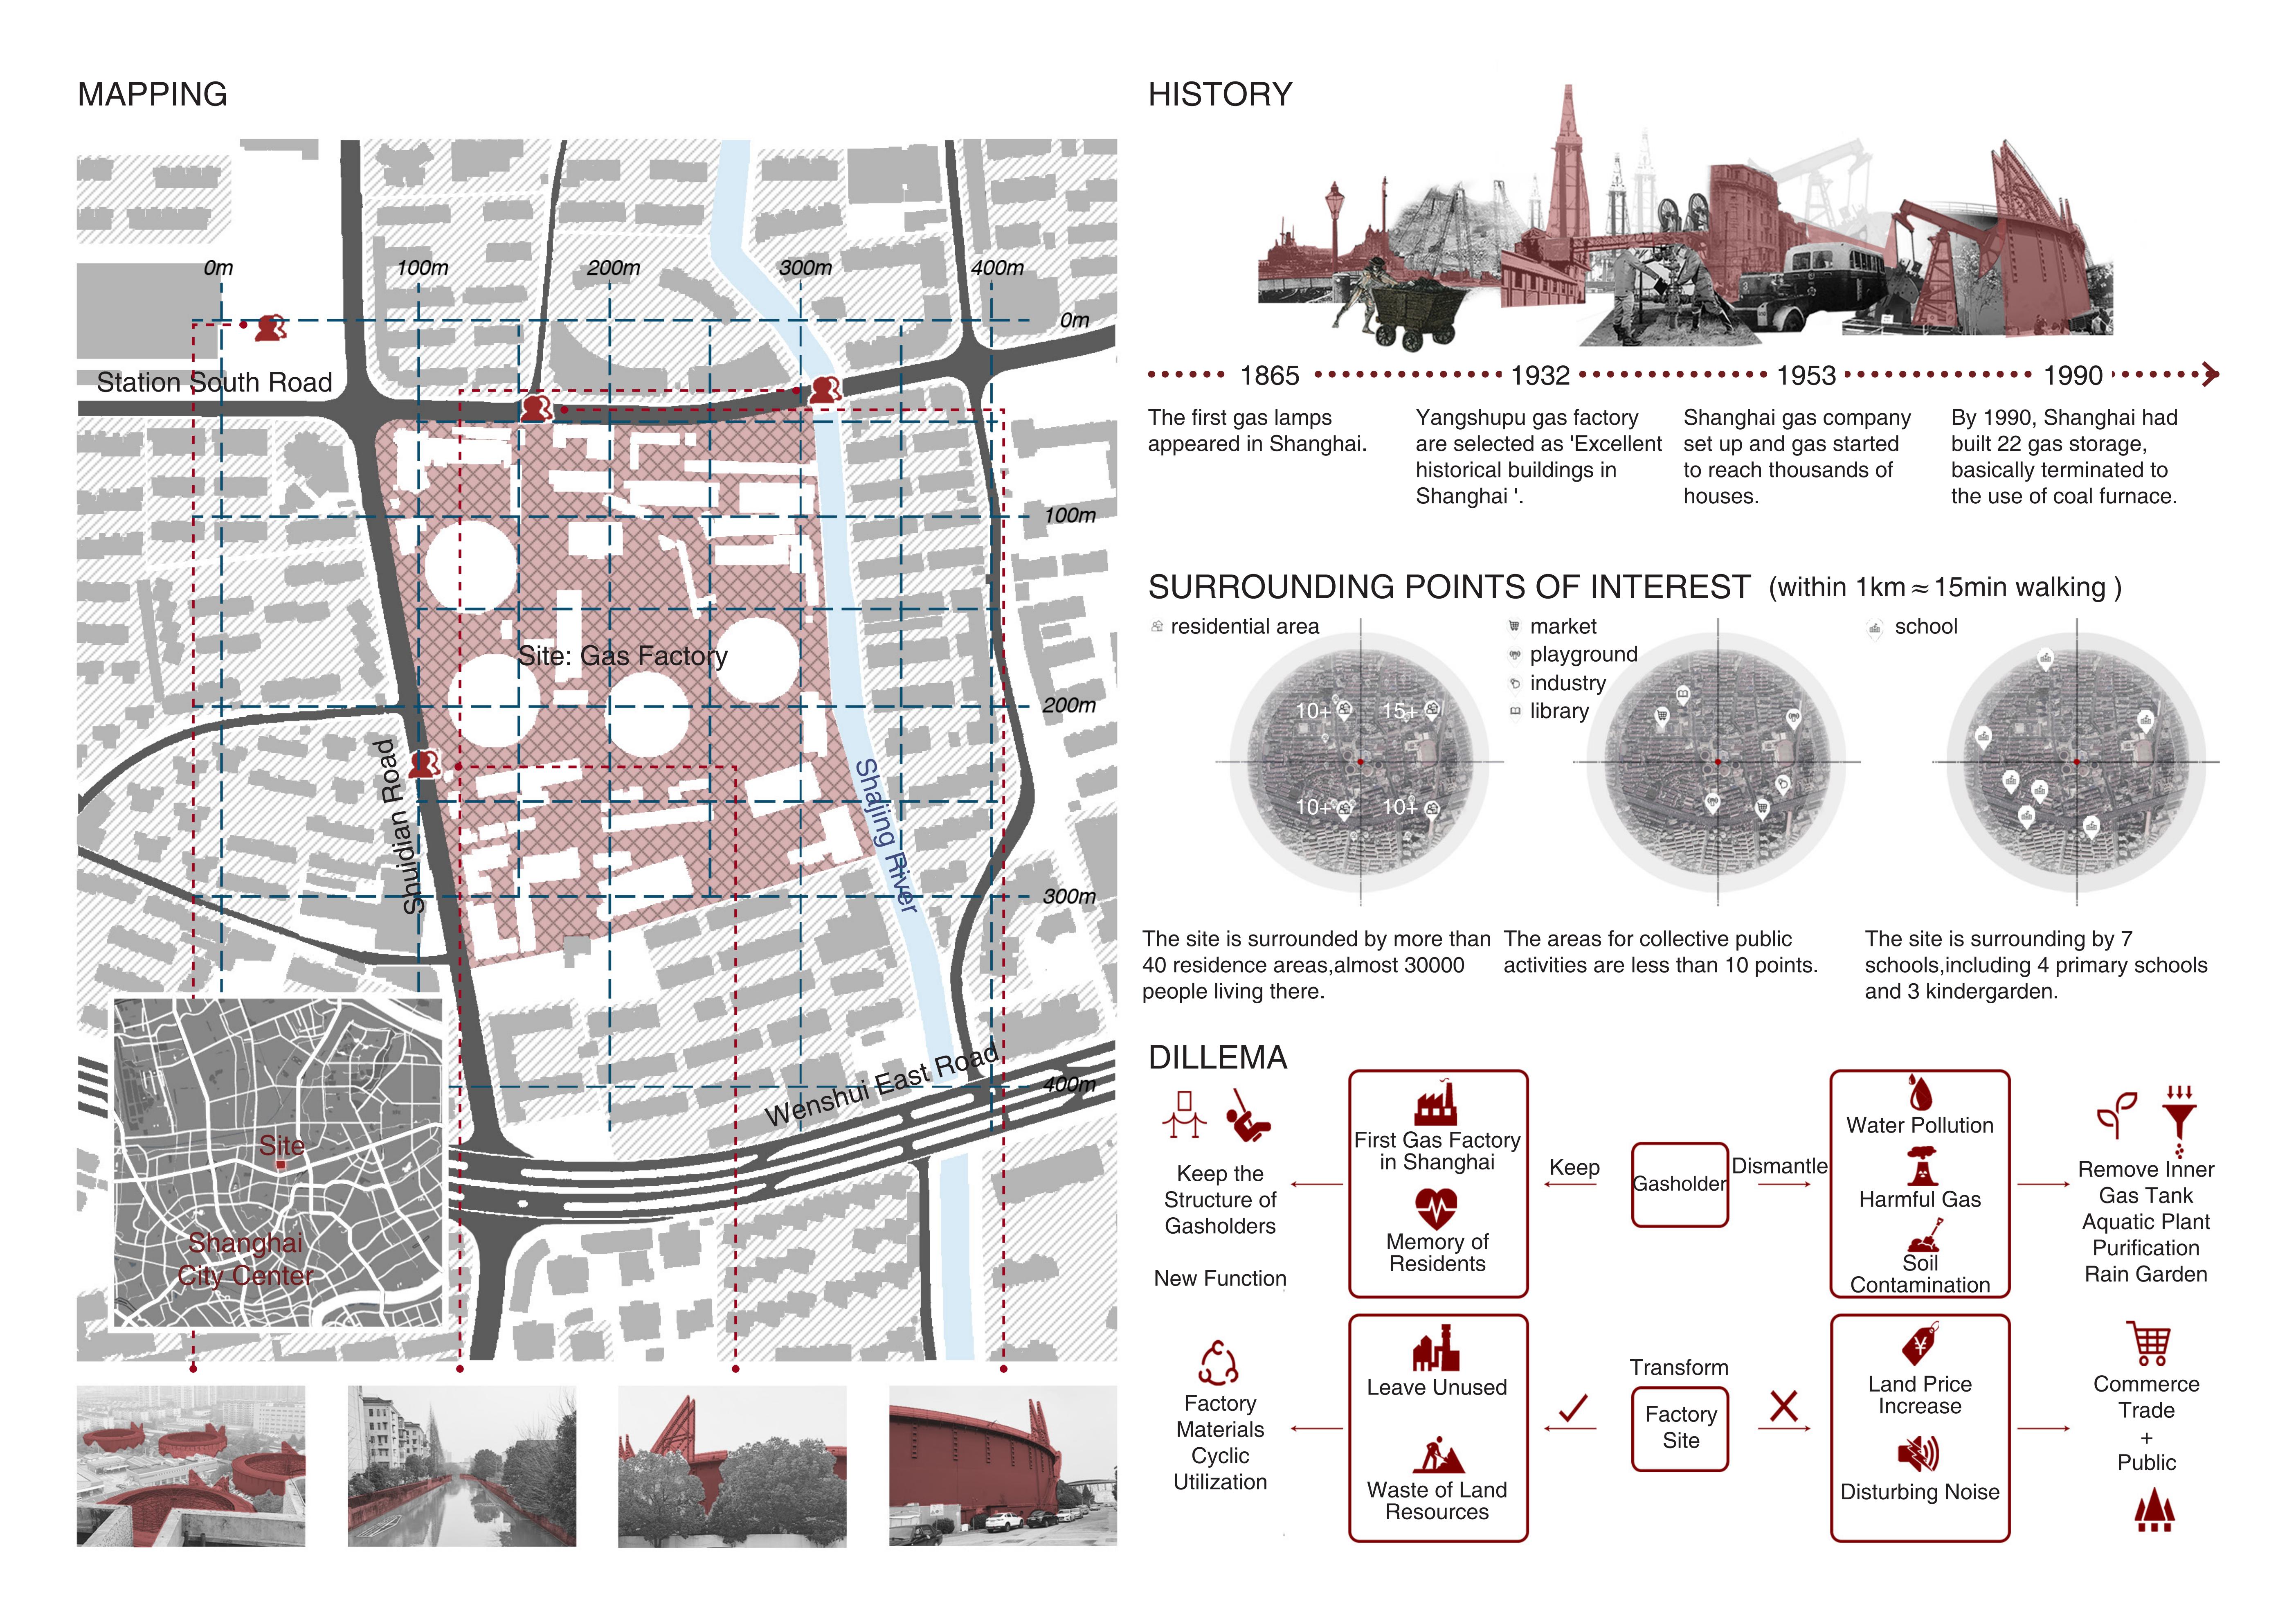 MAPPING
0m
100m
200m
300m
400m
0m
100m
200m
300m
400m
Station South Road
Site: Gas Factory
Shuidian Road
Shajing River
Wenshui East Road
Site
Shanghai
City Center
HISTORY
1865
1932
1953
1990
The first gas lamps
appeared in Shanghai.
Yangshupu gas factory
are selected as 'Excellent
historical buildings in
Shanghai '.
Shanghai gas company
set up and gas started
to reach thousands of
houses.
By 1990, Shanghai had
built 22 gas storage,
basically terminated to
the use of coal furnace.
SURROUNDING POINTS OF INTEREST (within 1km ≈ 15min walking )
residential area
10+
15+
10+
10+
market
playground
industry
library
school
The site is surrounded by more than
40 residence areas,almost 30000
people living there.
The areas for collective public
activities are less than 10 points.
The site is surrounding by 7
schools,including 4 primary schools
and 3 kindergarden.
DILLEMA
Keep the
Structure of
Gasholders
New Function
First Gas Factory
in Shanghai
Memory of
Residents
Keep
Gasholder
Dismantle
Water Pollution
Harmful Gas
Soil
Contamination
Remove Inner
Gas Tank
Aquatic Plant
Purification
Rain Garden
Factory
Materials
Cyclic
Utilization
Leave Unused
Waste of Land
Resources
Transform
Factory
Site
¥
Land Price
Increase
Disturbing Noise
Commerce
Trade
+
Public